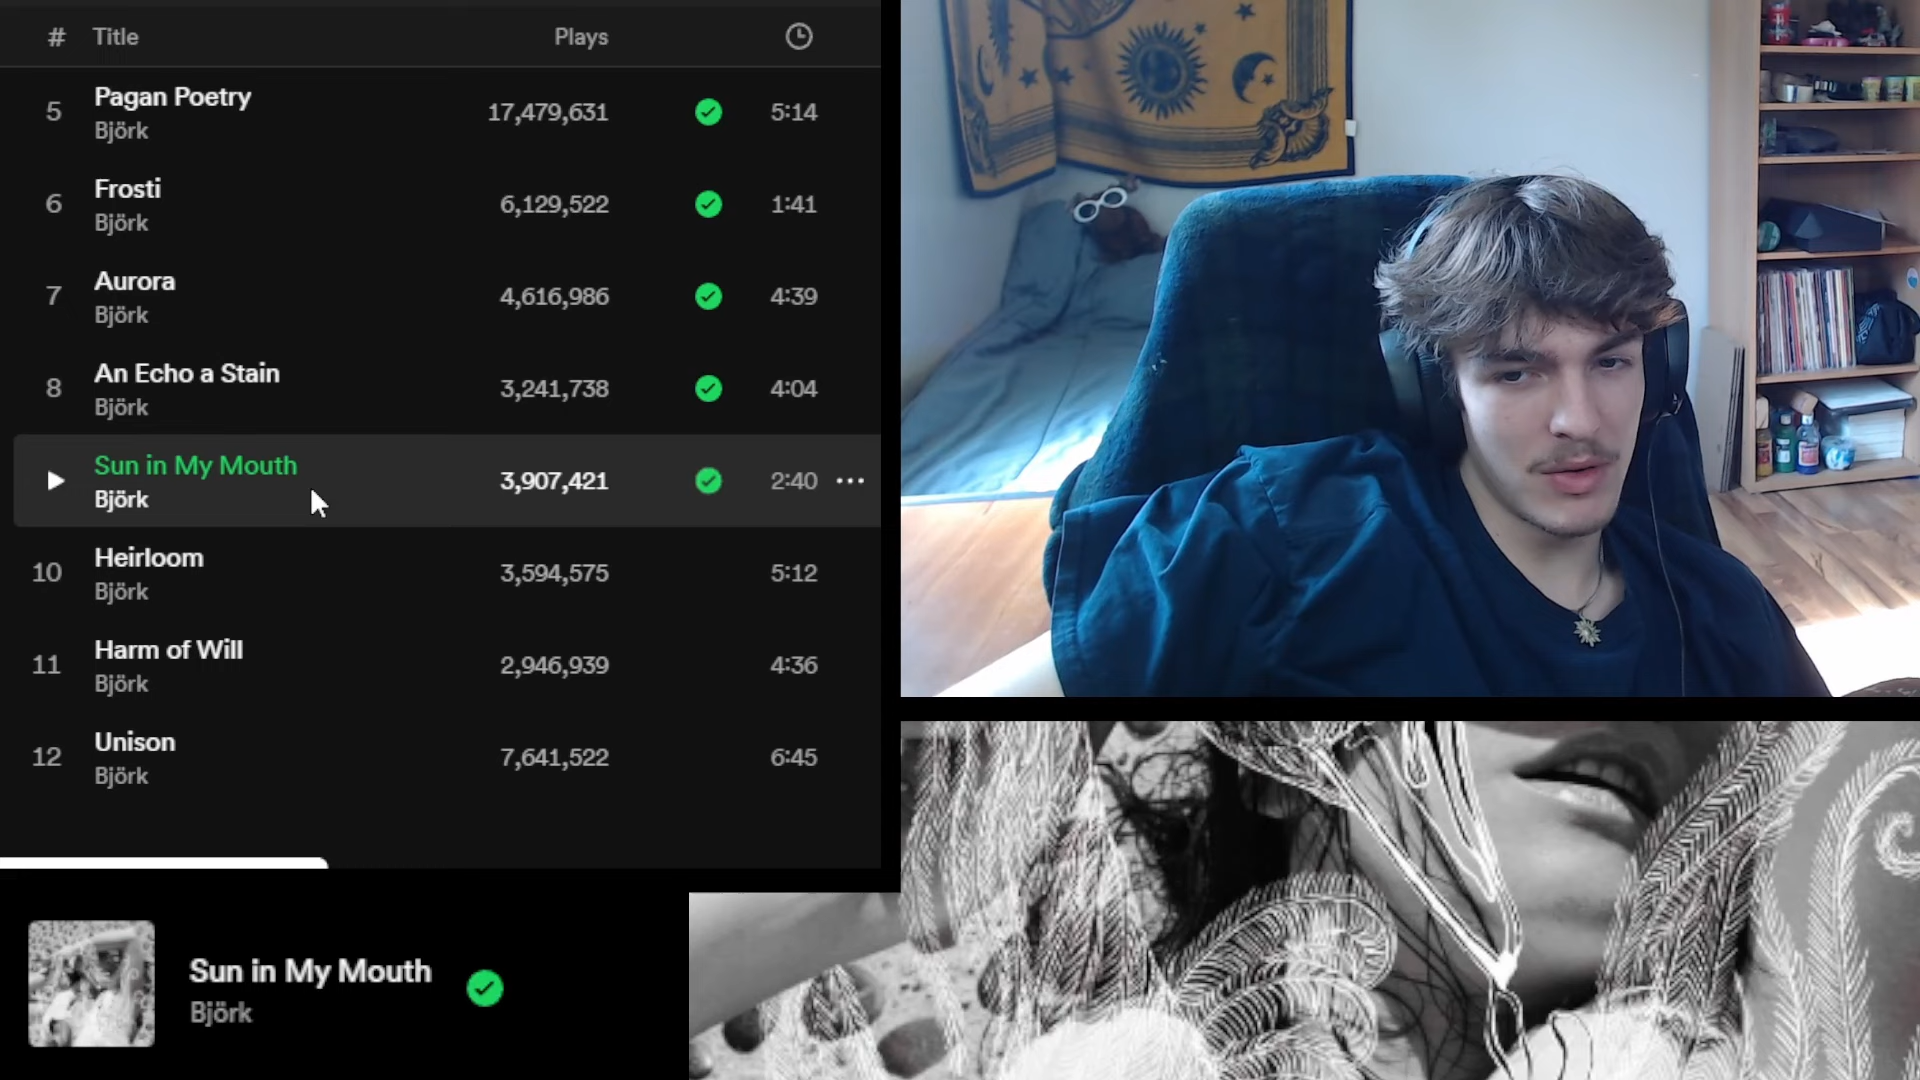 # Title Plays
5 Pagan Poetry 17,479,631 5:14
Björk
6 Frosti 6,129,522 1:41
Björk
7 Aurora 4,616,986 4:39
Björk
8 An Echo a Stain 3,241,738 4:04
Björk
Sun in My Mouth 3,907,421 2:40
Björk
10 Heirloom 3,594,575 5:12
Björk
11 Harm of Will 2,946,939 4:36
Björk
12 Unison 7,641,522 6:45
Björk
Sun in My Mouth
Björk